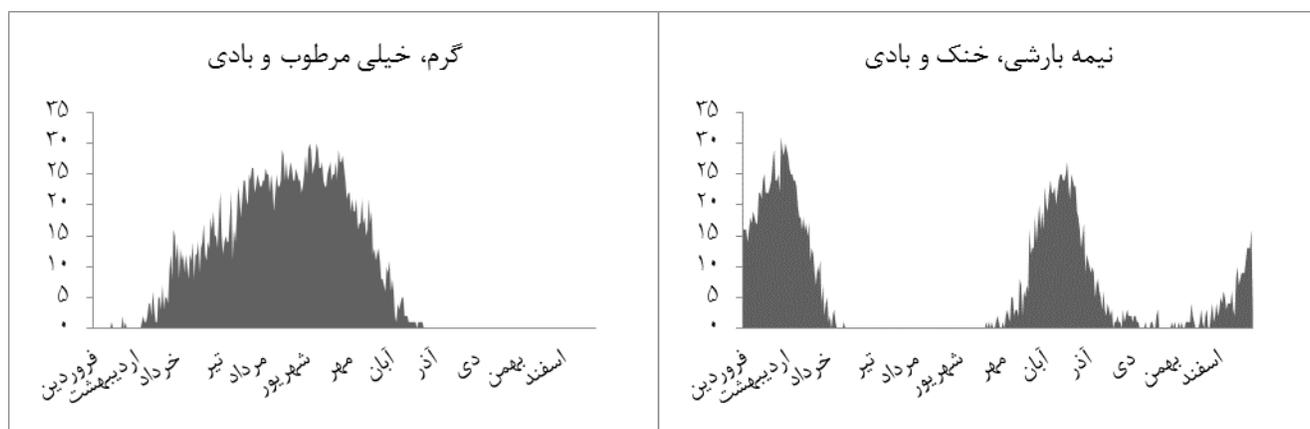 نیمه بارشی، خنک و بادی
۳۵
۳۰
۲۵
۲۰
۱۵
۱۰
۵
۰
فروردین
اردیبهشت
خرداد
تیر
مرداد
شهریور
مهر
آبان
آذر
دی
بهمن
اسفند
گرم، خیلی مرطوب و بادی
۳۵
۳۰
۲۵
۲۰
۱۵
۱۰
۵
۰
فروردین
اردیبهشت
خرداد
تیر
مرداد
شهریور
مهر
آبان
آذر
دی
بهمن
اسفند